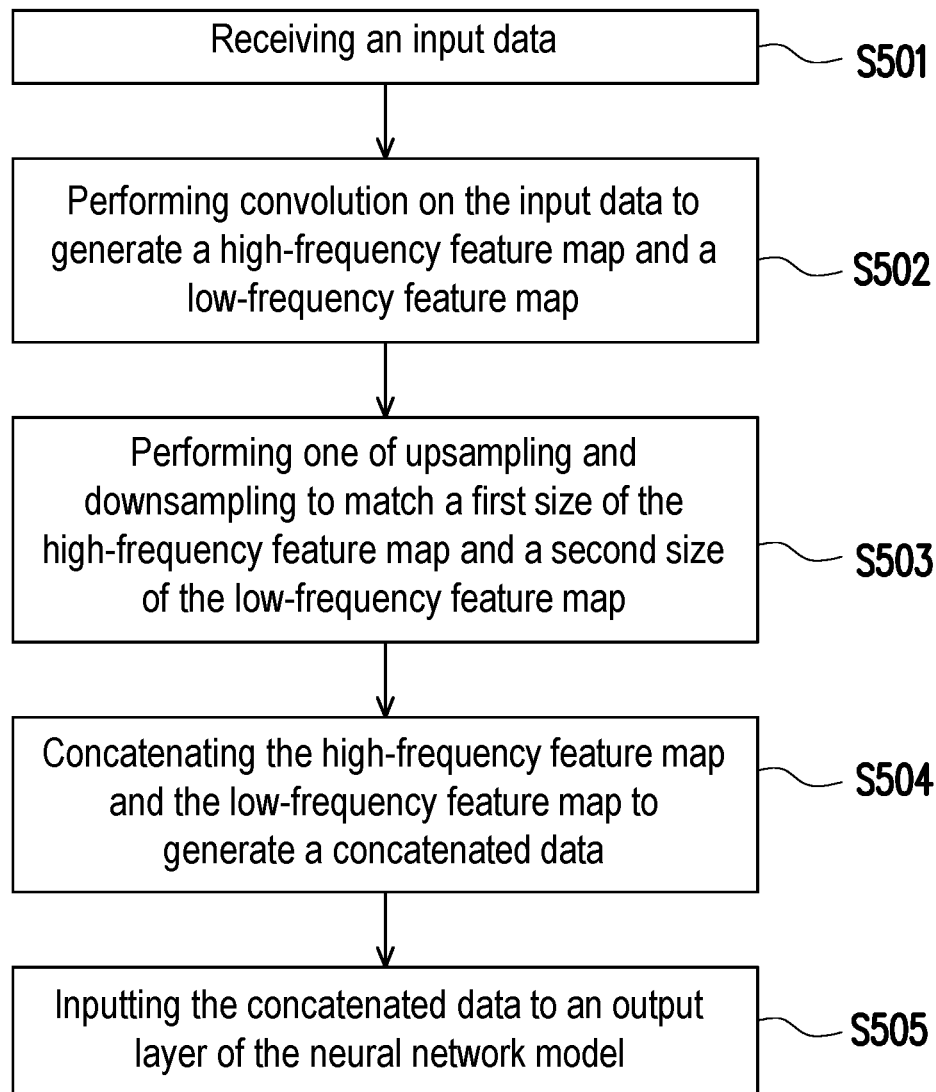 Receiving an input data
S501
Performing convolution on the input data to
generate a high-frequency feature map and a
low-frequency feature map
S502
Performing one of upsampling and
downsampling to match a first size of the
high-frequency feature map and a second size
of the low-frequency feature map
S503
Concatenating the high-frequency feature map
and the low-frequency feature map to
generate a concatenated data
S504
Inputting the concatenated data to an output
layer of the neural network model
S505